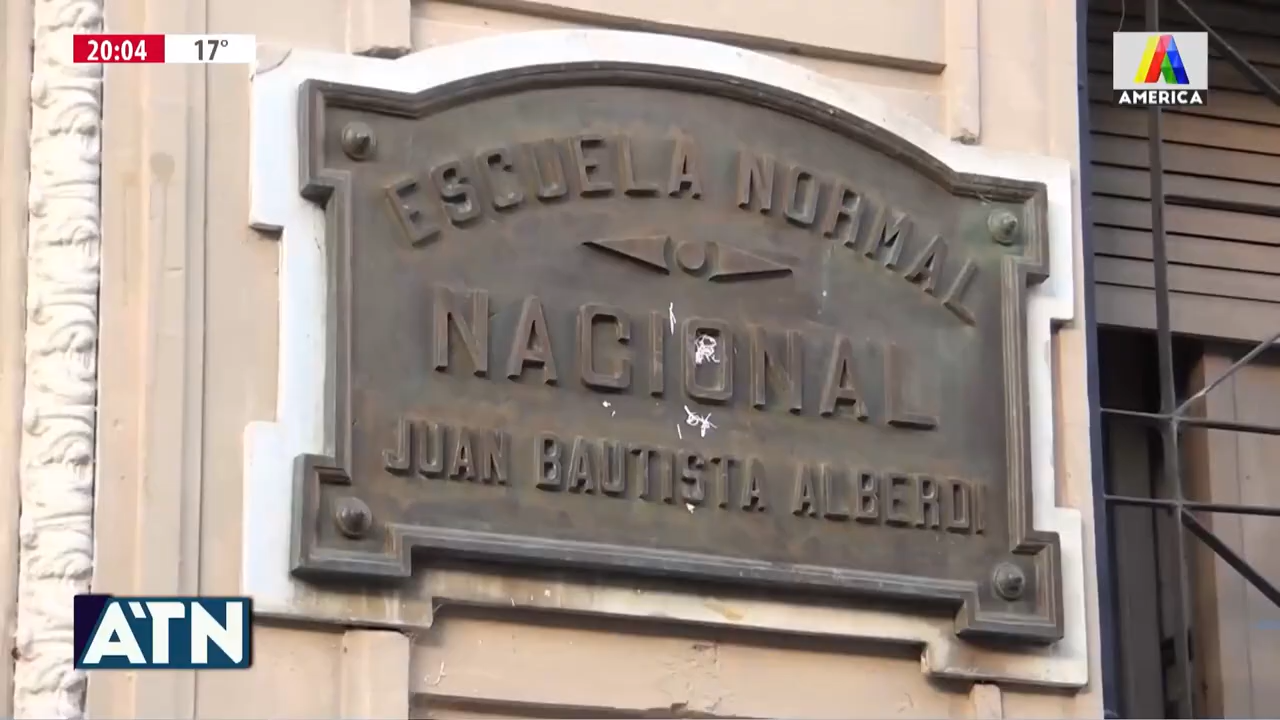 20:04 17°
AMERICA
ESCUELA NORMAL
NACIONAL
JUAN BAUTISTA ALBERDI
ATN